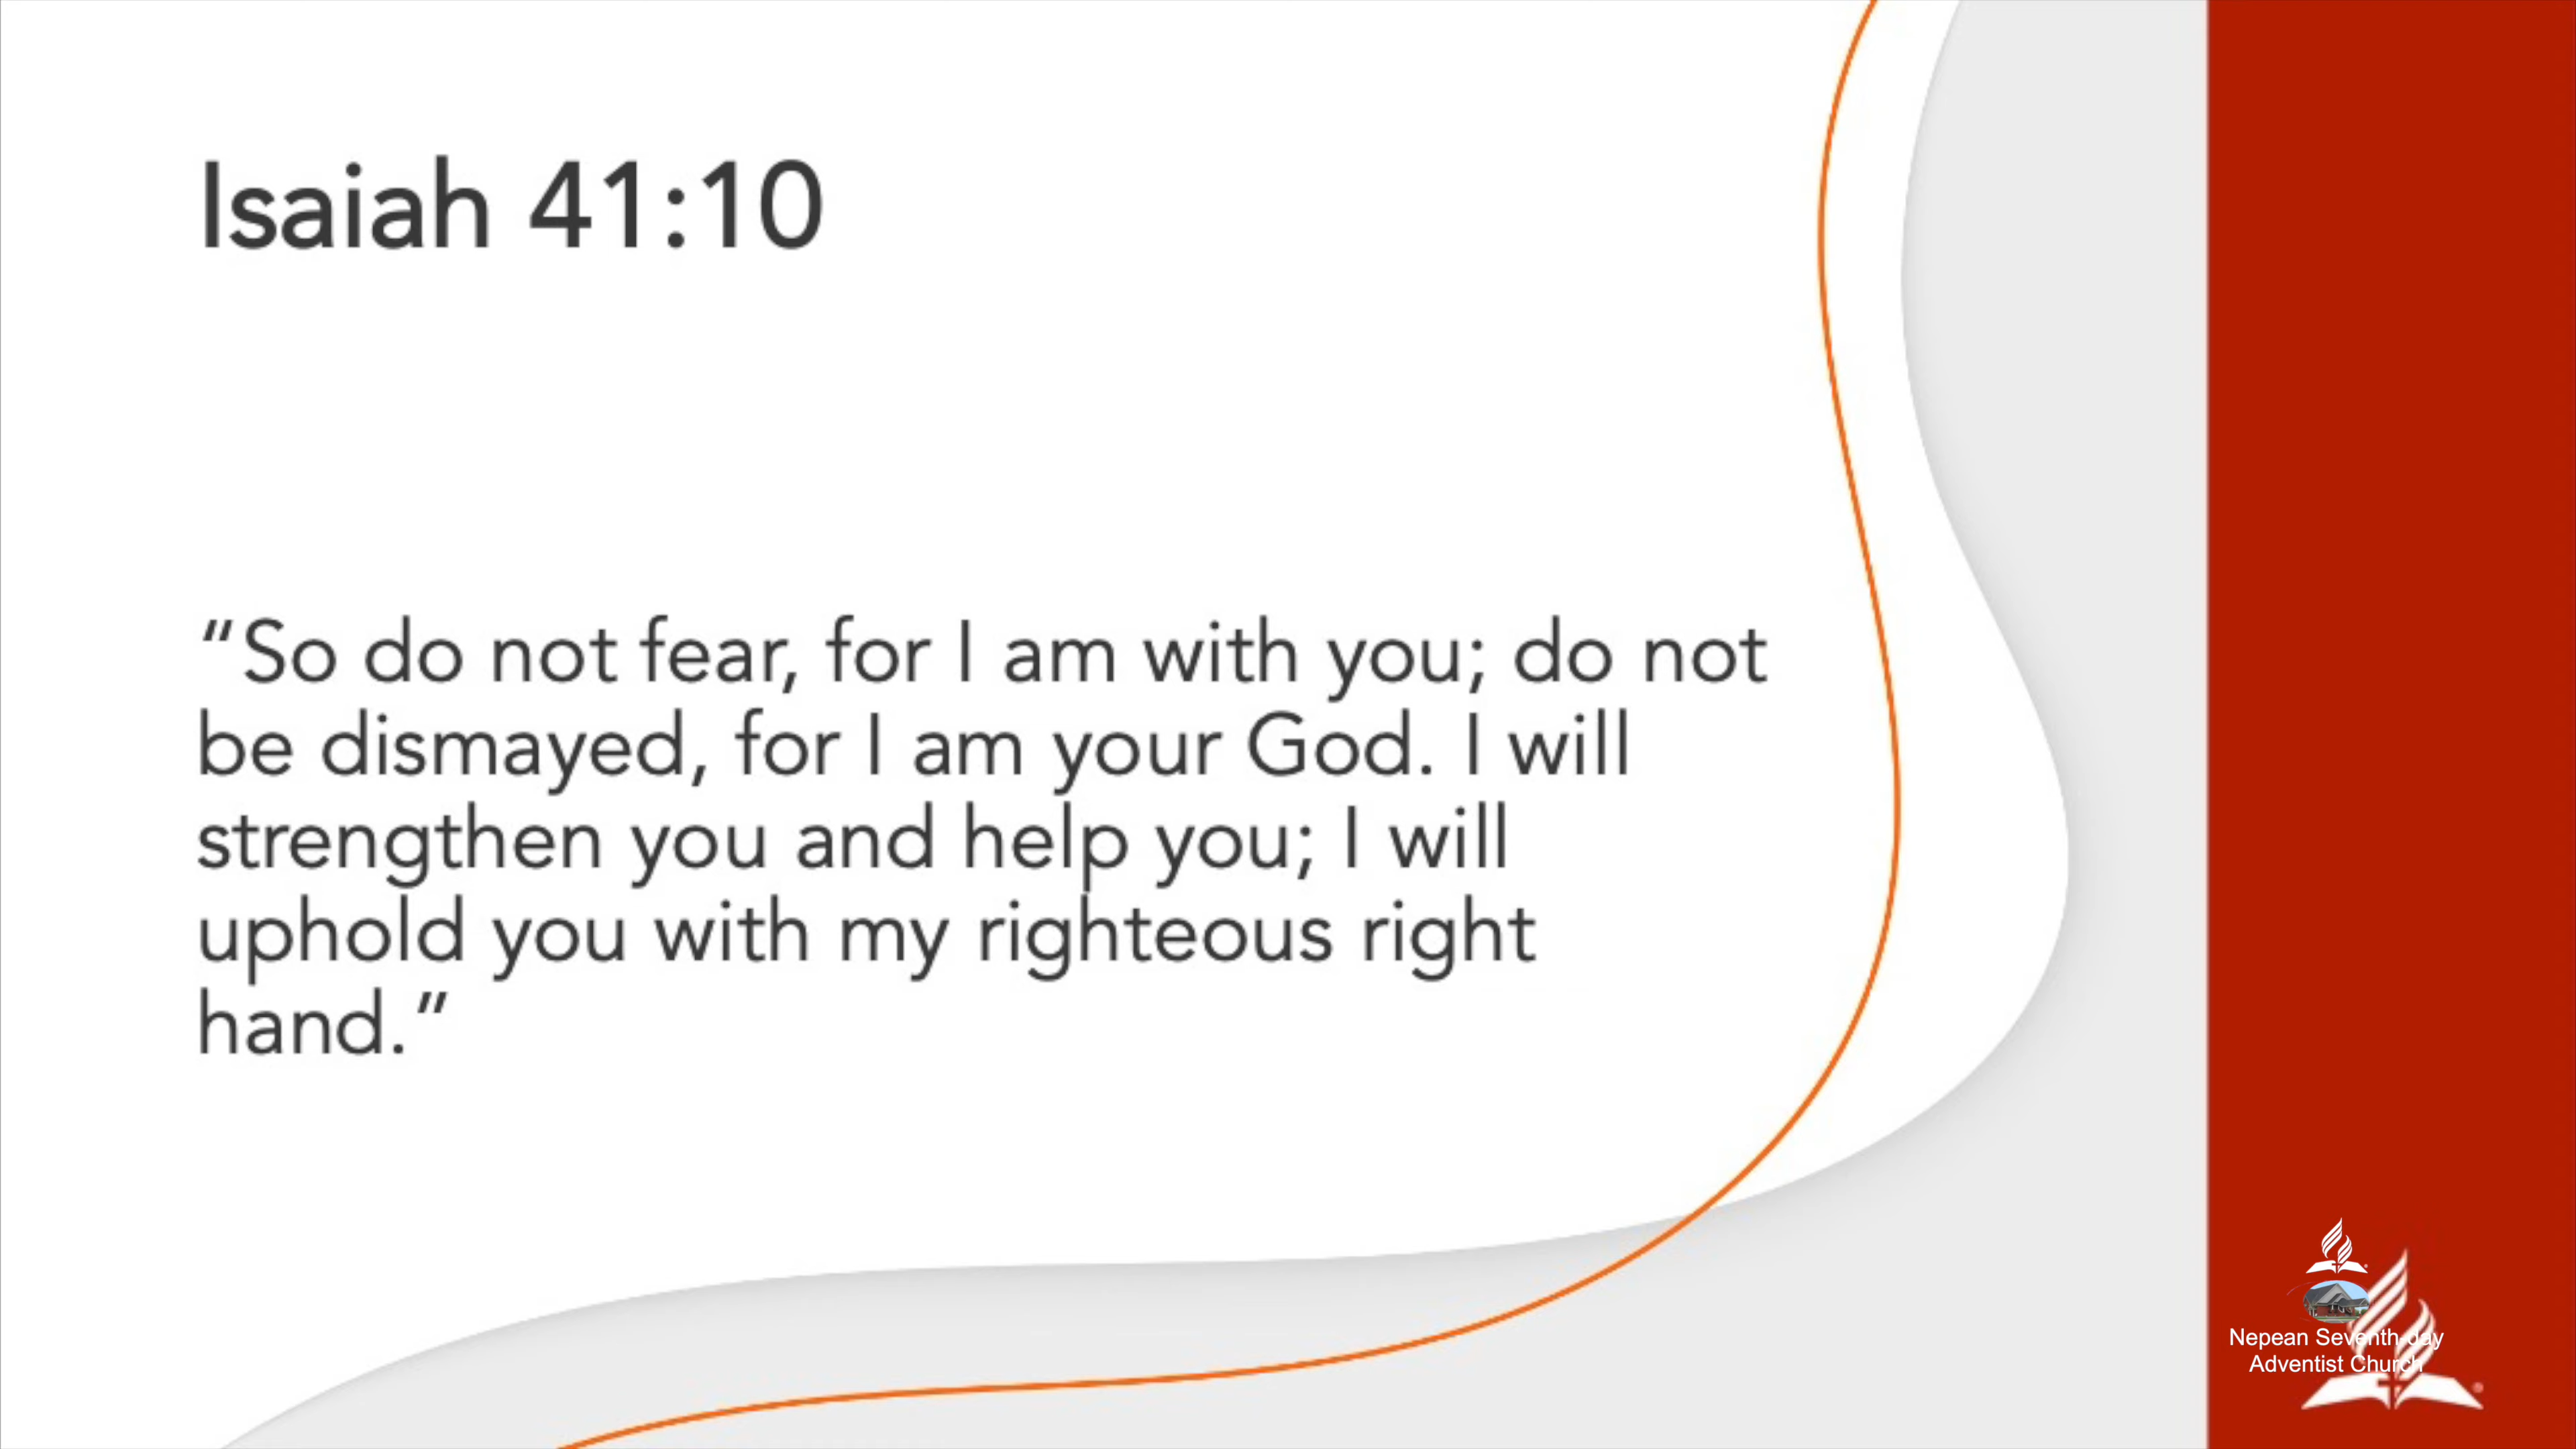 Isaiah 41:10
“So do not fear, for I am with you; do not
be dismayed, for I am your God. I will
strengthen you and help you; I will
uphold you with my righteous right
hand.”
Nepean Seventh-day
Adventist Church